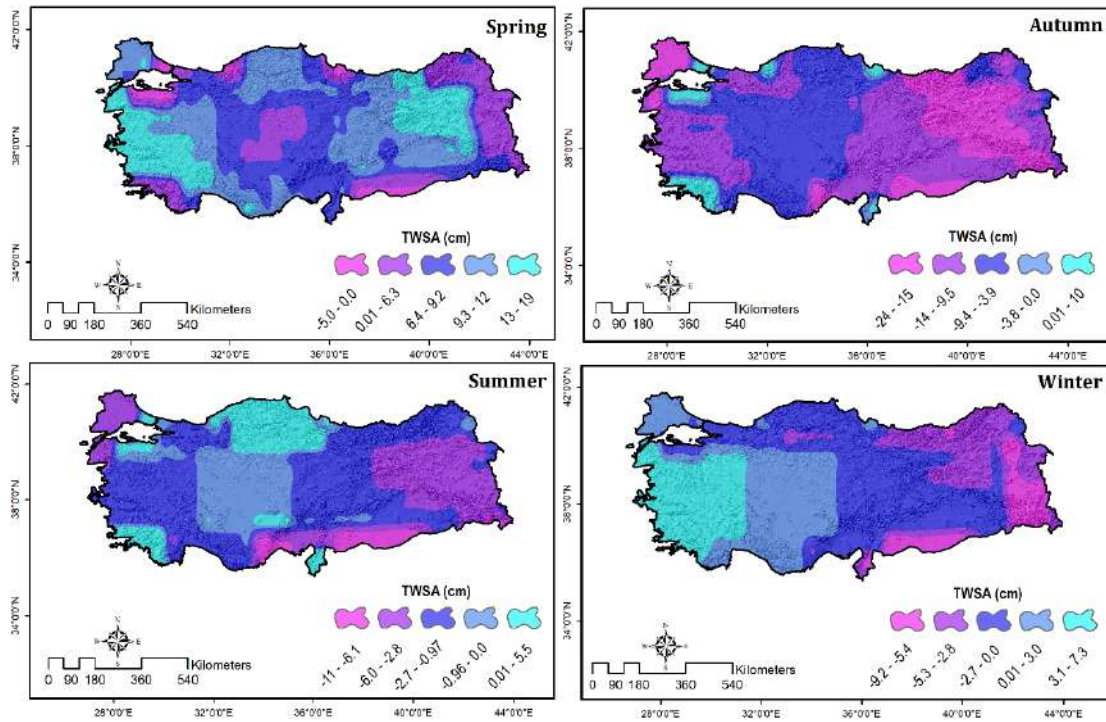 Spring
42°0'0"N
38°0'0"N
34°0'0"N
TWSA (cm)
-5.0 - 0.0
0.01 - 6.3
6.4 - 9.2
9.3 - 12
13 - 19
N
W E
S
Kilometers
0 90 180 360 540
28°0'0"E 32°0'0"E 36°0'0"E 40°0'0"E 44°0'0"E
Autumn
42°0'0"N
38°0'0"N
34°0'0"N
TWSA (cm)
-24 - -15
-14 - -9.5
-9.4 - -3.9
-3.8 - 0.0
0.01 - 10
N
W E
S
Kilometers
0 90 180 360 540
28°0'0"E 32°0'0"E 36°0'0"E 40°0'0"E 44°0'0"E
Summer
42°0'0"N
38°0'0"N
34°0'0"N
TWSA (cm)
-11 - -6.1
-6.0 - -2.8
-2.7 - -0.97
-0.96 - 0.0
0.01 - 5.5
N
W E
S
Kilometers
0 90 180 360 540
28°0'0"E 32°0'0"E 36°0'0"E 40°0'0"E 44°0'0"E
Winter
42°0'0"N
38°0'0"N
34°0'0"N
TWSA (cm)
-9.2 - -5.4
-5.3 - -2.8
-2.7 - 0.0
0.01 - 3.0
3.1 - 7.3
N
W E
S
Kilometers
0 90 180 360 540
28°0'0"E 32°0'0"E 36°0'0"E 40°0'0"E 44°0'0"E